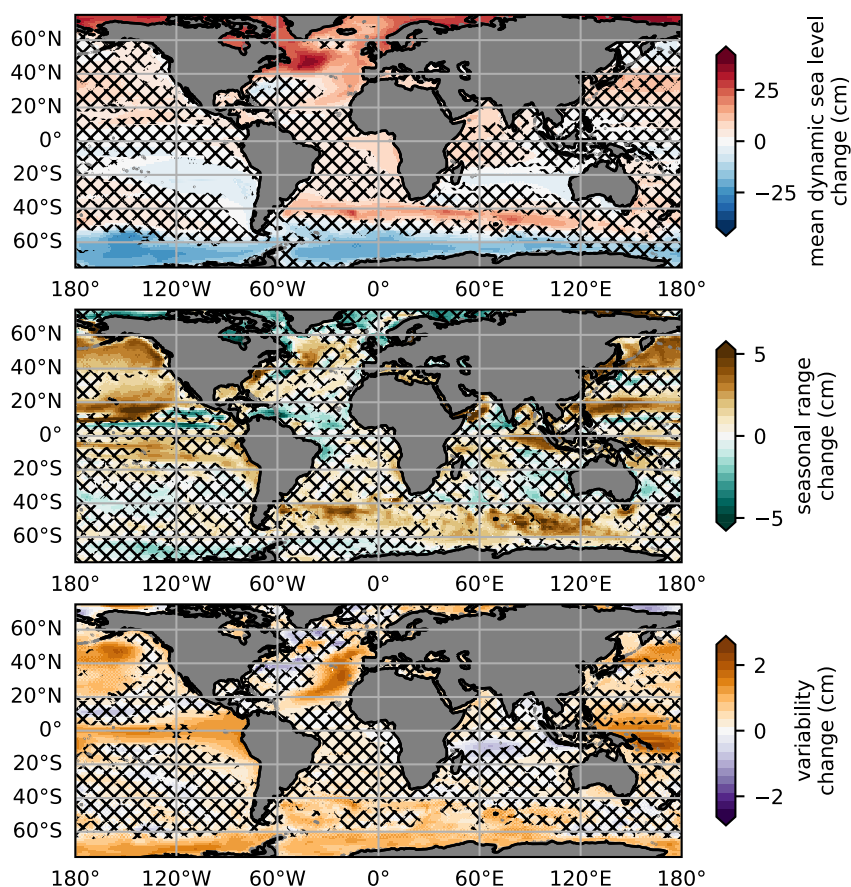 60°N
40°N
20°N
0°
20°S
40°S
60°S
180° 120°W 60°W 0° 60°E 120°E 180°
25
0
−25
mean dynamic sea level
change (cm)
60°N
40°N
20°N
0°
20°S
40°S
60°S
180° 120°W 60°W 0° 60°E 120°E 180°
5
0
−5
seasonal range
change (cm)
60°N
40°N
20°N
0°
20°S
40°S
60°S
180° 120°W 60°W 0° 60°E 120°E 180°
2
0
−2
variability
change (cm)